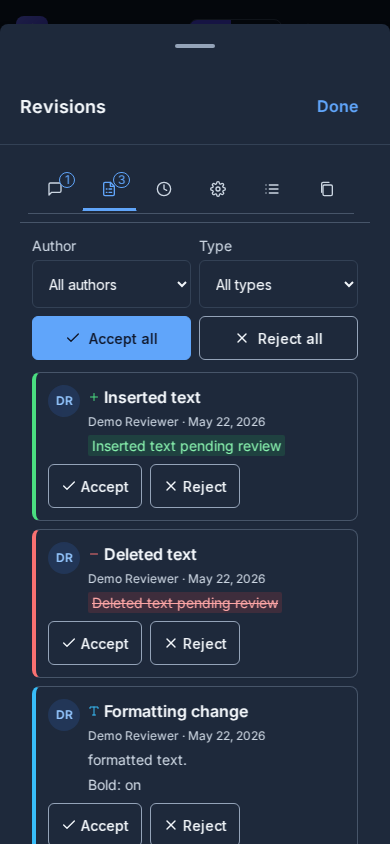 Revisions
Done
1
3
Author
Type
All authors
All types
Accept all
Reject all
DR
+ Inserted text
Demo Reviewer · May 22, 2026
Inserted text pending review
Accept
Reject
DR
− Deleted text
Demo Reviewer · May 22, 2026
Deleted text pending review
Accept
Reject
DR
T Formatting change
Demo Reviewer · May 22, 2026
formatted text.
Bold: on
Accept
Reject